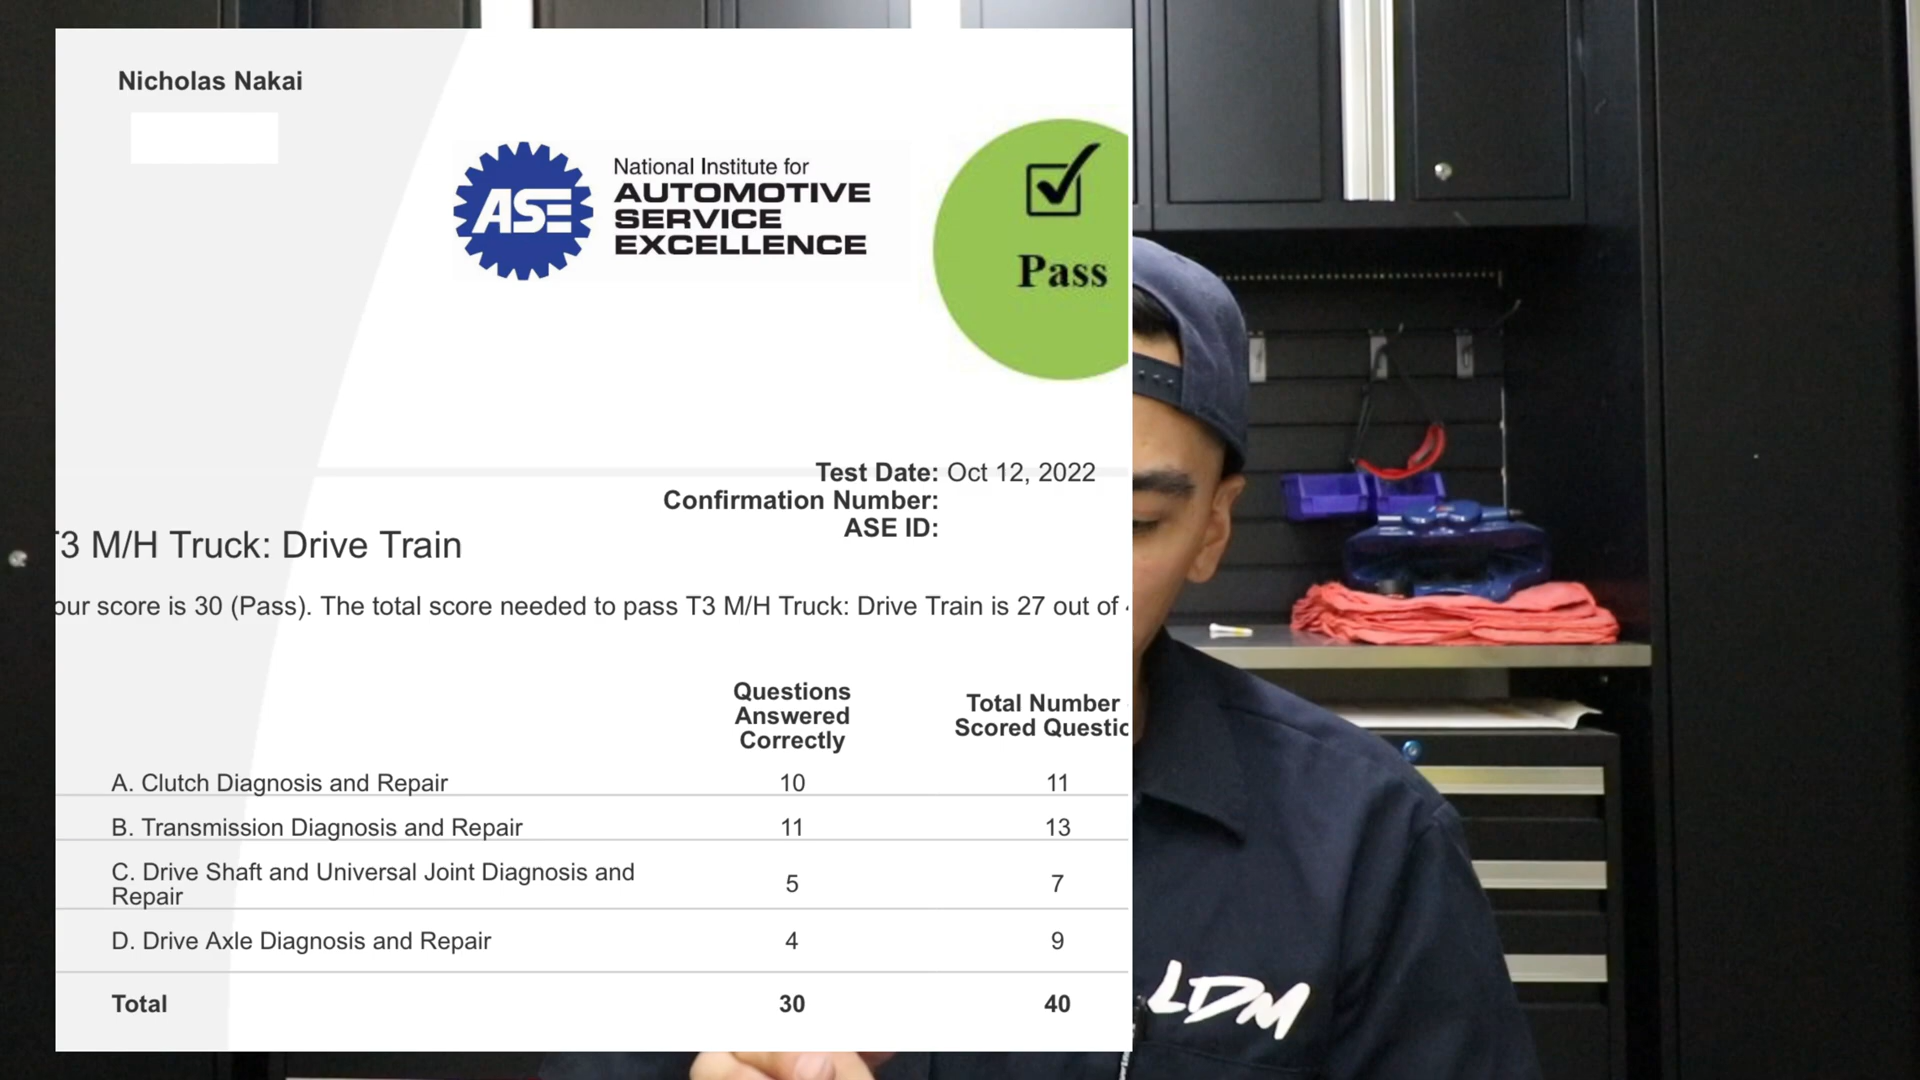 Nicholas Nakai
ASE
National Institute for
AUTOMOTIVE
SERVICE
EXCELLENCE
Pass
Test Date: Oct 12, 2022
Confirmation Number:
ASE ID:
T3 M/H Truck: Drive Train
our score is 30 (Pass). The total score needed to pass T3 M/H Truck: Drive Train is 27 out of
Questions
Answered
Correctly
Total Number
Scored Questio
A. Clutch Diagnosis and Repair 10 11
B. Transmission Diagnosis and Repair 11 13
C. Drive Shaft and Universal Joint Diagnosis and
Repair 5 7
D. Drive Axle Diagnosis and Repair 4 9
Total 30 40
LDM